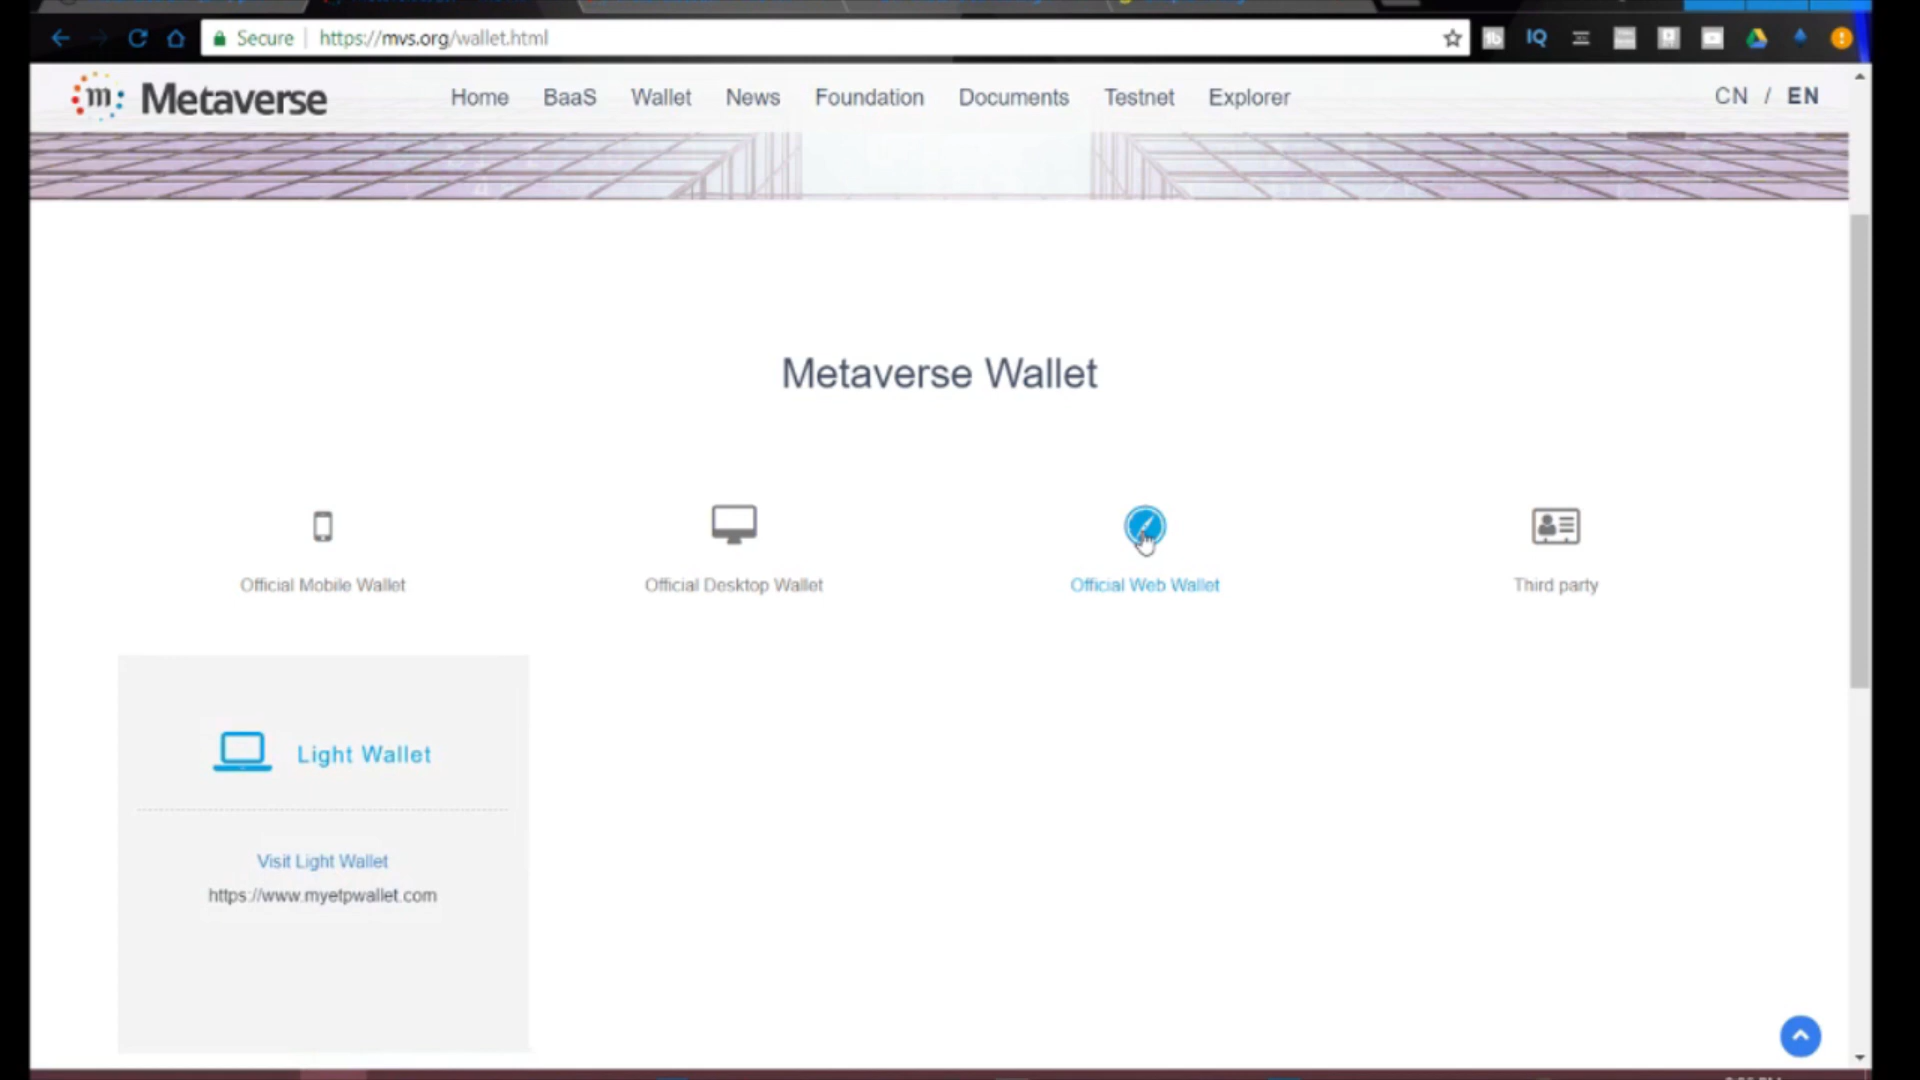 Secure https://mvs.org/wallet.html
IQ
m Metaverse
Home BaaS Wallet News Foundation Documents Testnet Explorer
CN / EN
Metaverse Wallet
Official Mobile Wallet Official Desktop Wallet Official Web Wallet Third party
Light Wallet
Visit Light Wallet
https://www.myetpwallet.com